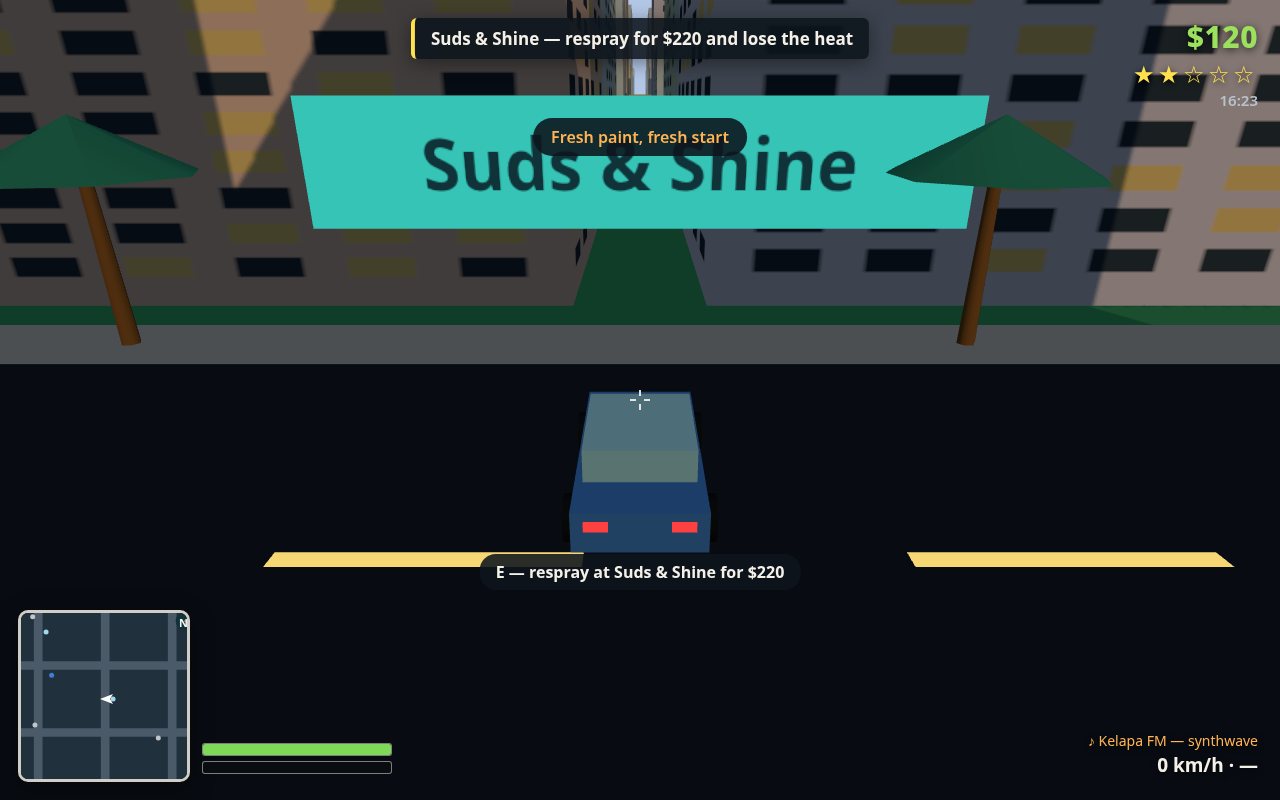 Suds & Shine — respray for $220 and lose the heat
$120
★★☆☆☆
16:23
Fresh paint, fresh start
Suds & Shine
E — respray at Suds & Shine for $220
N
♪ Kelapa FM — synthwave
0 km/h · —